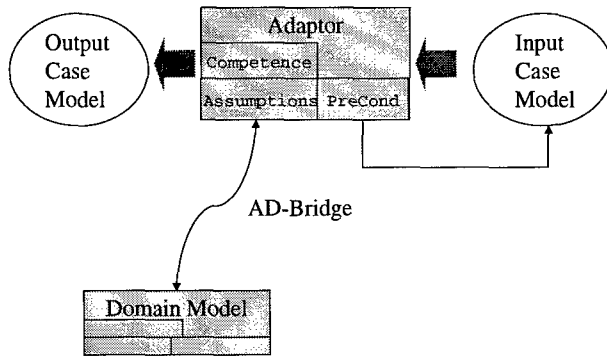 Output
Case
Model
Adaptor
Competence
Assumptions
PreCond
Input
Case
Model
AD-Bridge
Domain Model